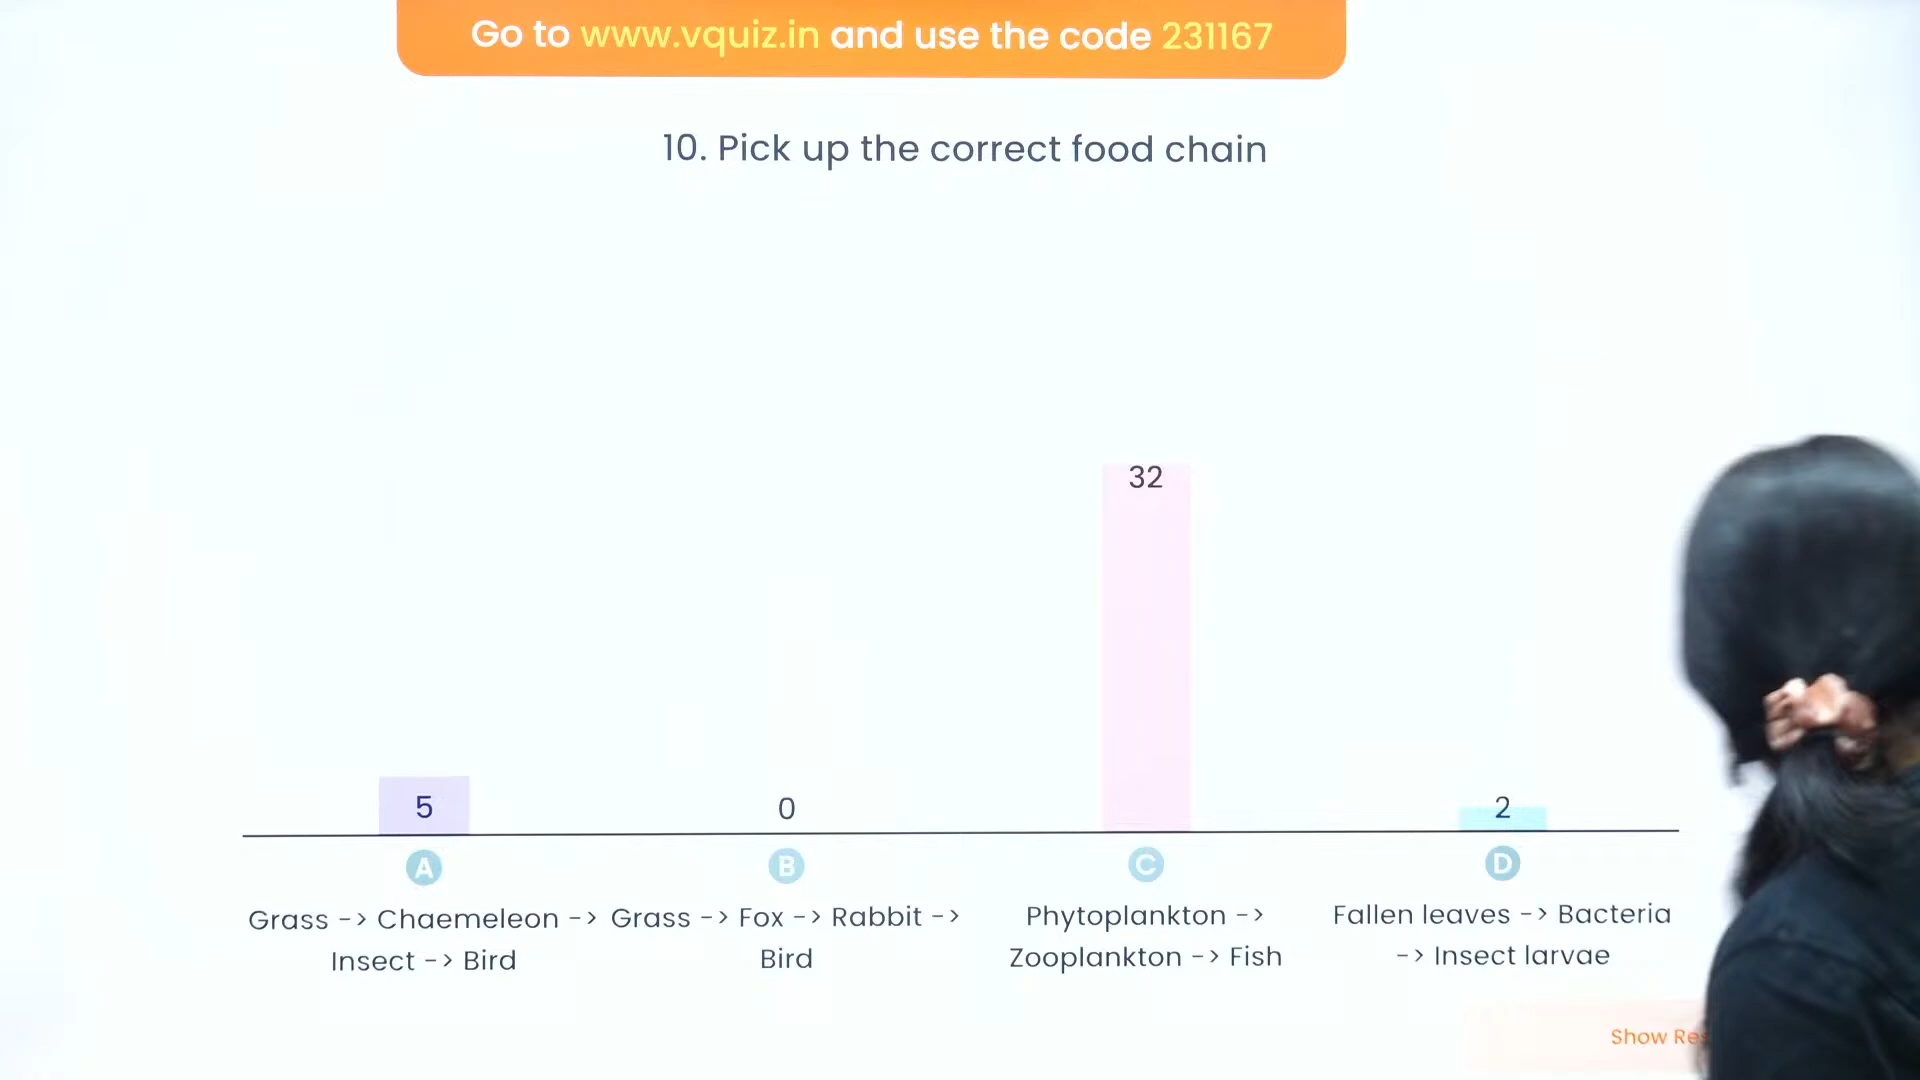 Go to www.vquiz.in and use the code 231167
10. Pick up the correct food chain
32
5
0
2
A
B
C
D
Grass -> Chaemeleon ->
Insect -> Bird
Grass -> Fox -> Rabbit ->
Bird
Phytoplankton ->
Zooplankton -> Fish
Fallen leaves -> Bacteria
-> Insect larvae
Show